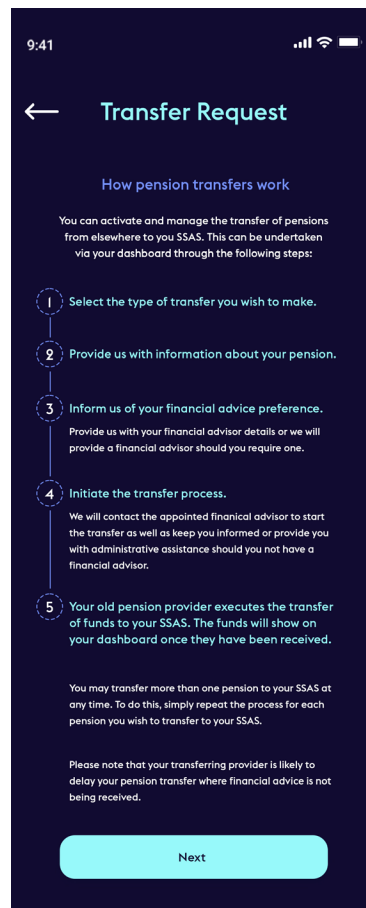 9:41
Transfer Request
How pension transfers work
You can activate and manage the transfer of pensions
from elsewhere to you SSAS. This can be undertaken
via your dashboard through the following steps:
1 Select the type of transfer you wish to make.
2 Provide us with information about your pension.
3 Inform us of your financial advice preference.
Provide us with your financial advisor details or we will
provide a financial advisor should you require one.
4 Initiate the transfer process.
We will contact the appointed finanical advisor to start
the transfer as well as keep you informed or provide you
with administrative assistance should you not have a
financial advisor.
5 Your old pension provider executes the transfer
of funds to your SSAS. The funds will show on
your dashboard once they have been received.
You may transfer more than one pension to your SSAS at
any time. To do this, simply repeat the process for each
pension you wish to transfer to your SSAS.
Please note that your transferring provider is likely to
delay your pension transfer where financial advice is not
being received.
Next